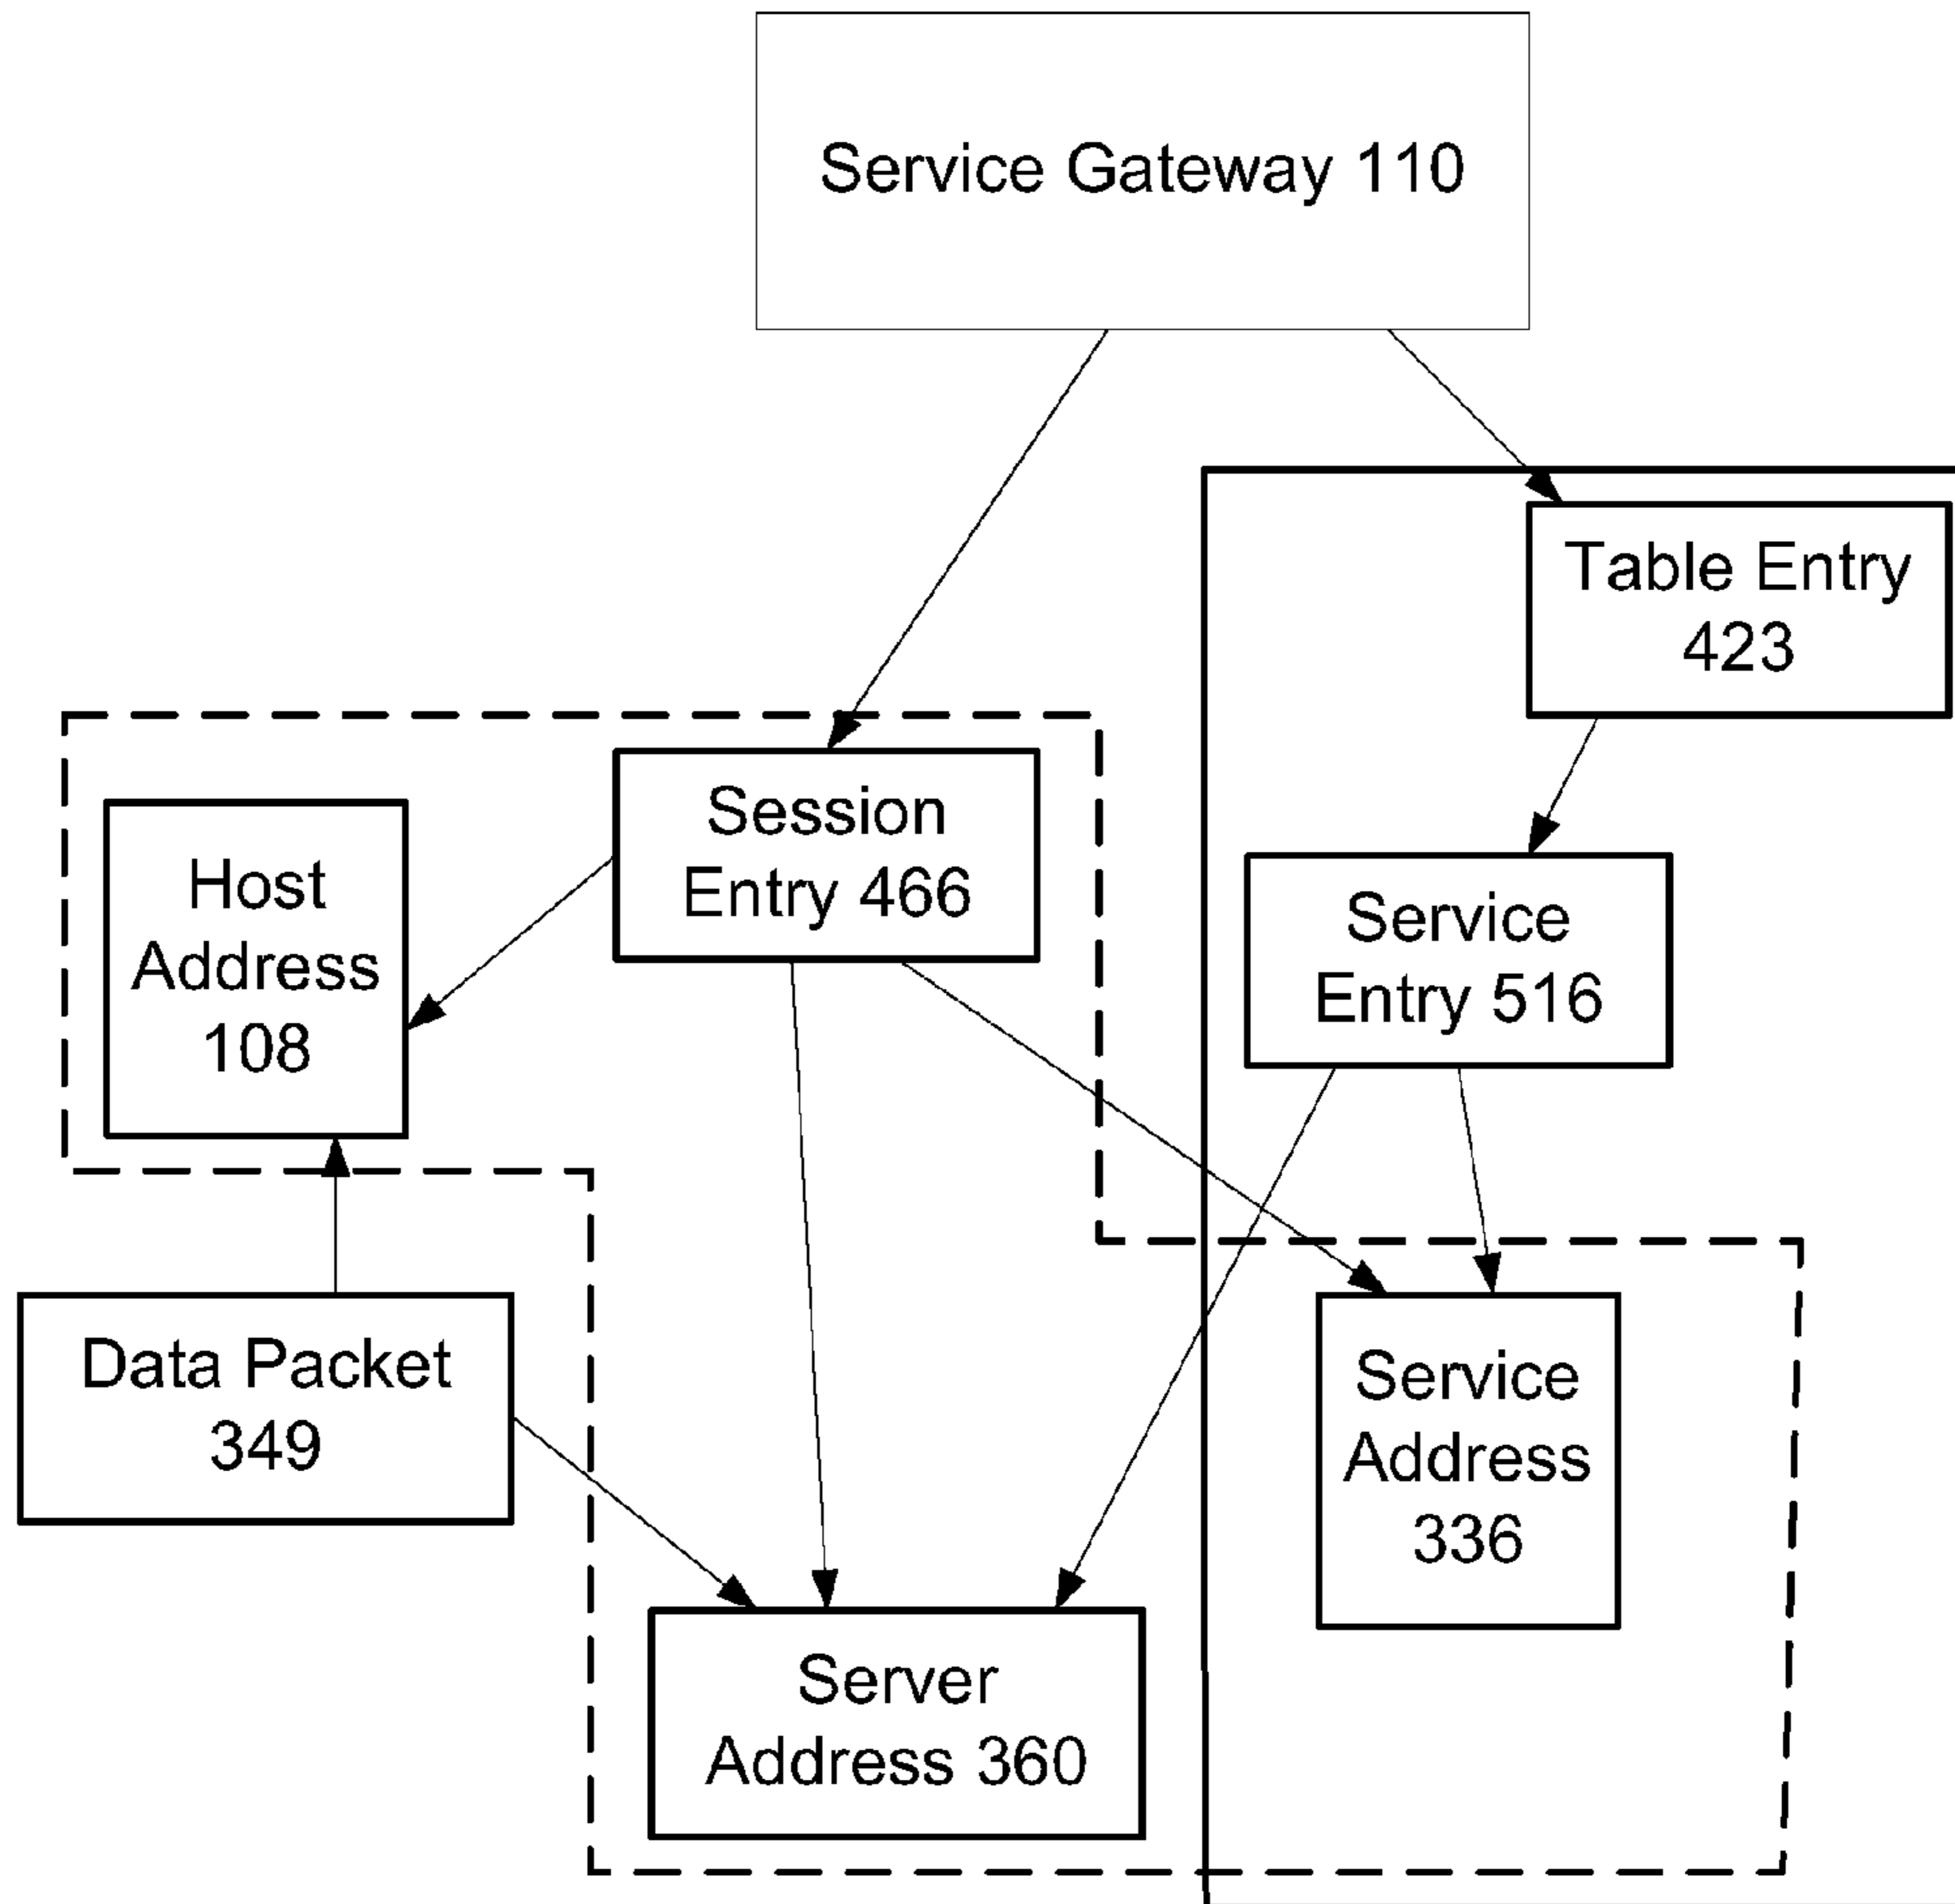 Service Gateway 110
Table Entry
423
Session
Entry 466
Host
Address
108
Service
Entry 516
Data Packet
349
Service
Address
336
Server
Address 360